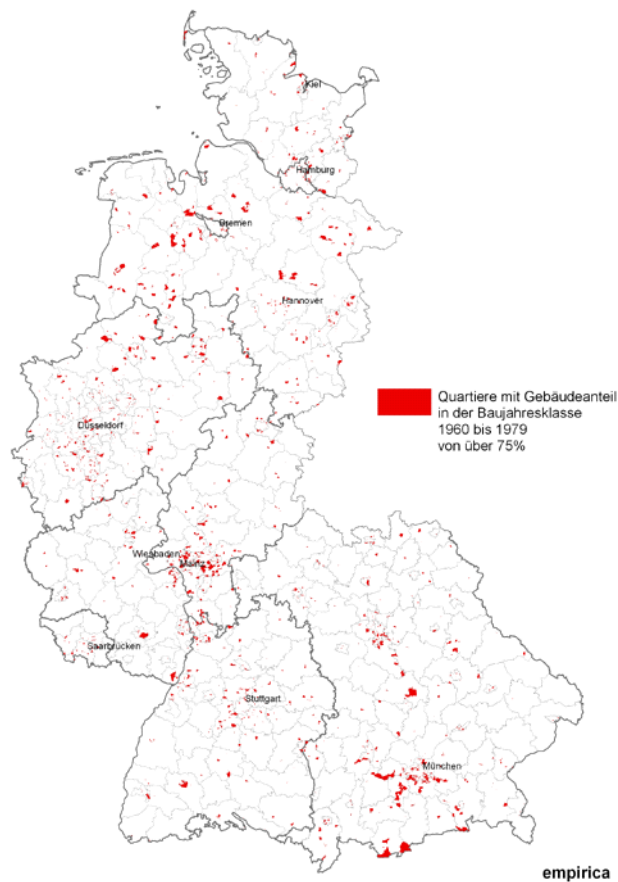 Kiel
Hamburg
Bremen
Hannover
Quartiere mit Gebäudeanteil
in der Baujahresklasse
1960 bis 1979
von über 75%
Düsseldorf
Wiesbaden
Mainz
Saarbrücken
Stuttgart
München
empirica